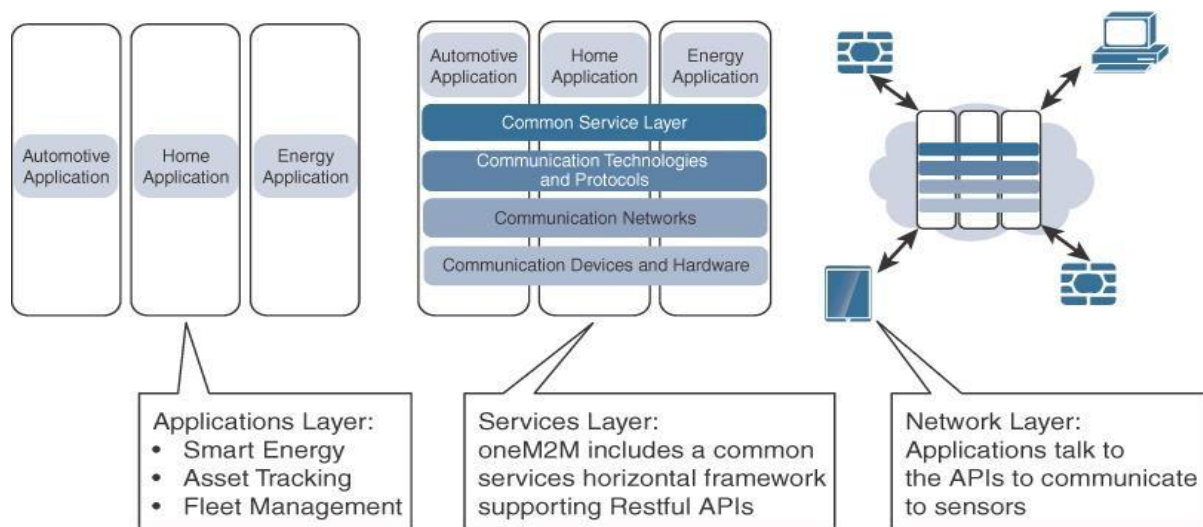 Automotive
Application
Home
Application
Energy
Application
Automotive
Application
Home
Application
Energy
Application
Common Service Layer
Communication Technologies
and Protocols
Communication Networks
Communication Devices and Hardware
Applications Layer:
• Smart Energy
• Asset Tracking
• Fleet Management
Services Layer:
oneM2M includes a common
services horizontal framework
supporting Restful APIs
Network Layer:
Applications talk to
the APIs to communicate
to sensors